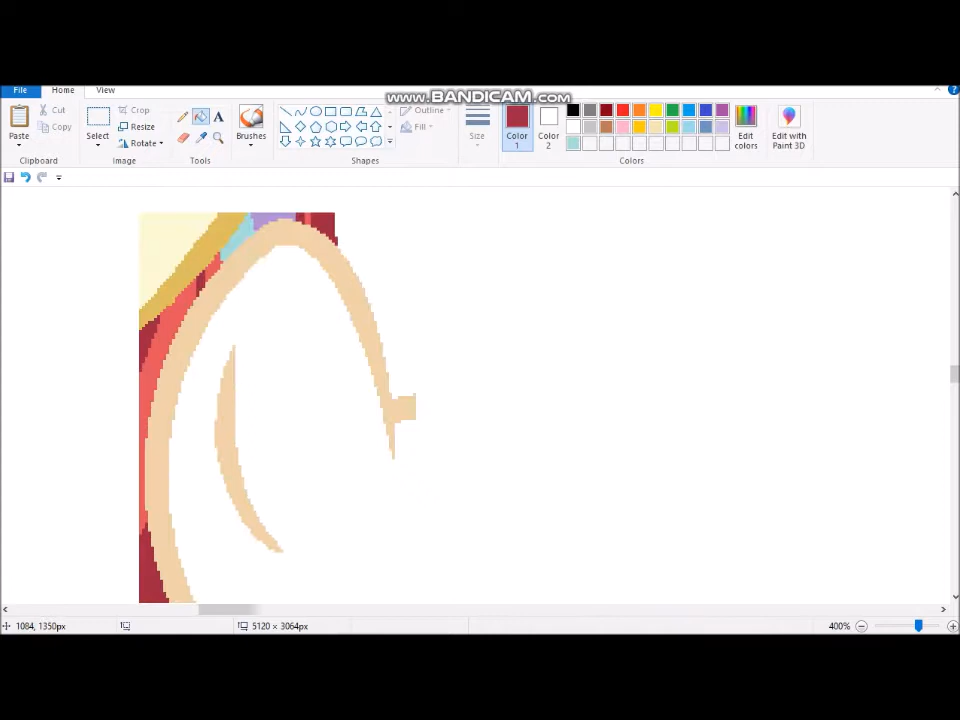 www.BANDICAM.com
File Home View
Paste
Cut
Copy
Clipboard
Select
Crop
Resize
Rotate
Image
A
Tools
Brushes
Shapes
Outline
Fill
Size
Color 1
Color 2
Edit colors
Colors
Edit with Paint 3D
1084, 1350px
5120 × 3064px
400%